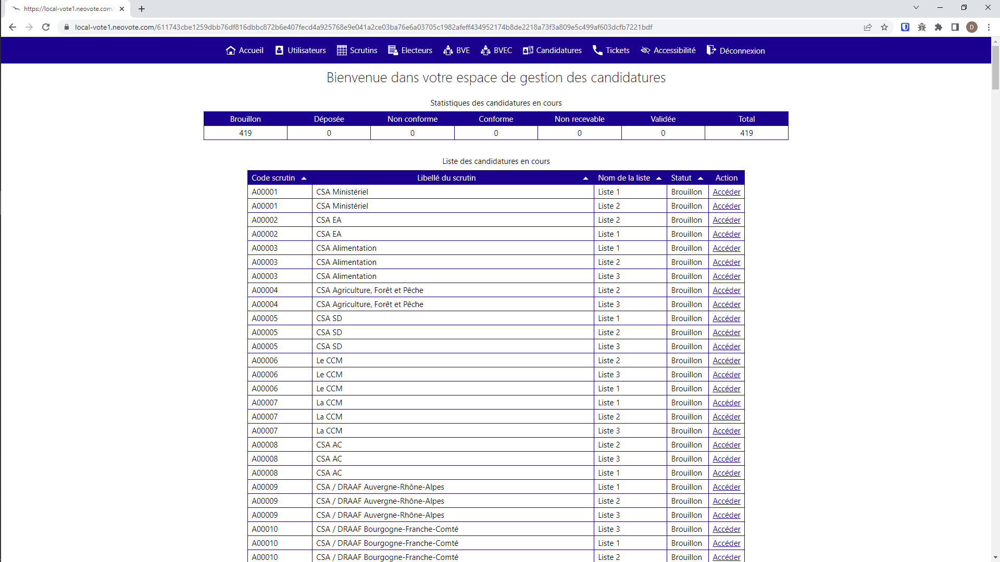 https://local-vote1.neovote.com/
local-vote1.neovote.com/611743cbe1259dbb76df816dbbc872b6e407fecd4a925768e9e041a2ce03ba76e6a03705c1982afeff434952174b8de2218a73f3a809e5c499af603dcfb7221bdf
D
Accueil Utilisateurs Scrutins Electeurs BVE BVEC Candidatures Tickets Accessibilité Déconnexion
Bienvenue dans votre espace de gestion des candidatures
Statistiques des candidatures en cours
Brouillon Déposée Non conforme Conforme Non recevable Validée Total
419 0 0 0 0 0 419
Liste des candidatures en cours
Code scrutin Libellé du scrutin Nom de la liste Statut Action
A00001 CSA Ministériel Liste 1 Brouillon Accéder
A00001 CSA Ministériel Liste 2 Brouillon Accéder
A00002 CSA EA Liste 2 Brouillon Accéder
A00002 CSA EA Liste 1 Brouillon Accéder
A00003 CSA Alimentation Liste 1 Brouillon Accéder
A00003 CSA Alimentation Liste 2 Brouillon Accéder
A00003 CSA Alimentation Liste 3 Brouillon Accéder
A00004 CSA Agriculture, Forêt et Pêche Liste 2 Brouillon Accéder
A00004 CSA Agriculture, Forêt et Pêche Liste 3 Brouillon Accéder
A00005 CSA SD Liste 1 Brouillon Accéder
A00005 CSA SD Liste 2 Brouillon Accéder
A00005 CSA SD Liste 3 Brouillon Accéder
A00006 Le CCM Liste 2 Brouillon Accéder
A00006 Le CCM Liste 3 Brouillon Accéder
A00006 Le CCM Liste 1 Brouillon Accéder
A00007 La CCM Liste 1 Brouillon Accéder
A00007 La CCM Liste 2 Brouillon Accéder
A00007 La CCM Liste 3 Brouillon Accéder
A00008 CSA AC Liste 2 Brouillon Accéder
A00008 CSA AC Liste 3 Brouillon Accéder
A00008 CSA AC Liste 1 Brouillon Accéder
A00009 CSA / DRAAF Auvergne-Rhône-Alpes Liste 1 Brouillon Accéder
A00009 CSA / DRAAF Auvergne-Rhône-Alpes Liste 2 Brouillon Accéder
A00009 CSA / DRAAF Auvergne-Rhône-Alpes Liste 3 Brouillon Accéder
A00010 CSA / DRAAF Bourgogne-Franche-Comté Liste 3 Brouillon Accéder
A00010 CSA / DRAAF Bourgogne-Franche-Comté Liste 1 Brouillon Accéder
A00010 CSA / DRAAF Bourgogne-Franche-Comté Liste 2 Brouillon Accéder